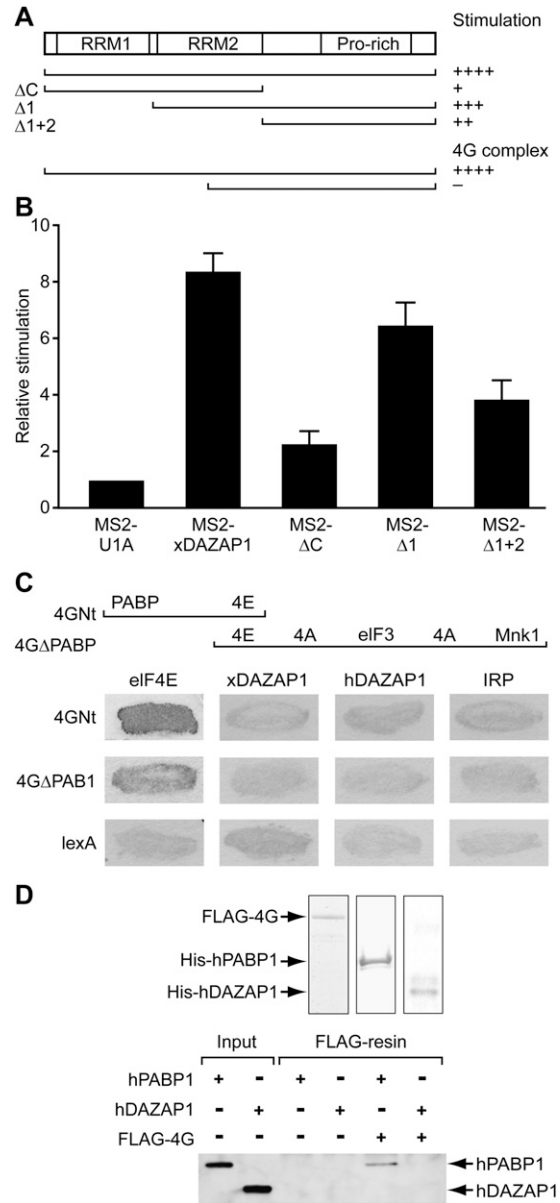 A
Stimulation
RRM1 RRM2 Pro-rich
++++
ΔC +
Δ1 +++
Δ1+2 ++
4G complex
++++
–
B
10
8
6
4
2
0
Relative stimulation
MS2-U1A MS2-xDAZAP1 MS2-ΔC MS2-Δ1 MS2-Δ1+2
C
4GNt PABP 4E
4GΔPABP 4E 4A eIF3 4A Mnk1
eIF4E xDAZAP1 hDAZAP1 IRP
4GNt
4GΔPAB1
lexA
D
FLAG-4G
His-hPABP1
His-hDAZAP1
Input FLAG-resin
hPABP1 + - + - + -
hDAZAP1 - + - + - +
FLAG-4G - - - - + +
hPABP1
hDAZAP1